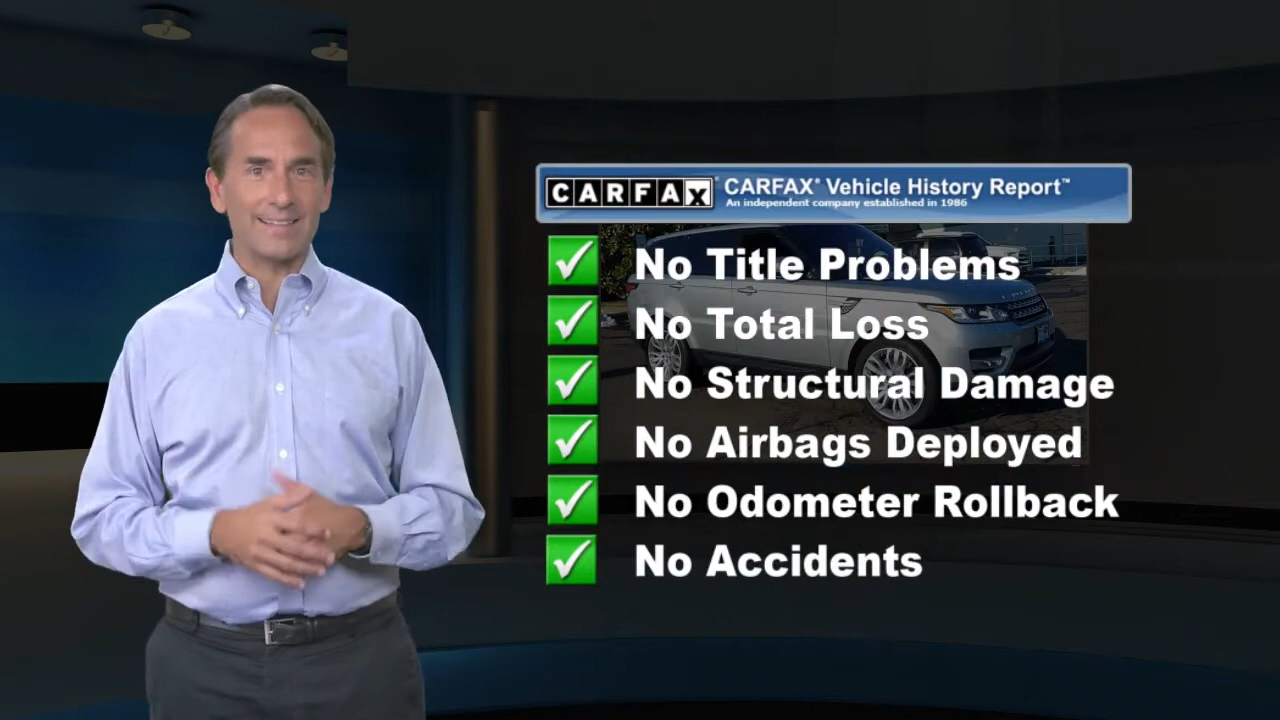 CARFAX CARFAX® Vehicle History Report™
An independent company established in 1986
No Title Problems
No Total Loss
No Structural Damage
No Airbags Deployed
No Odometer Rollback
No Accidents